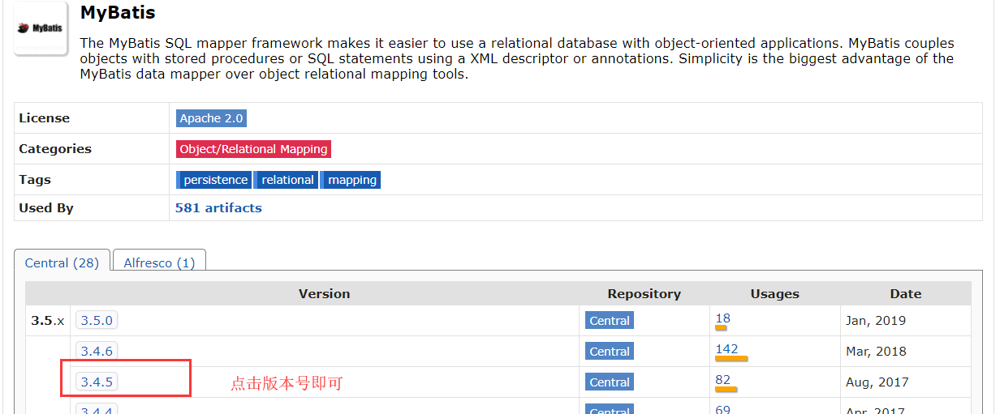 MyBatis
MyBatis
The MyBatis SQL mapper framework makes it easier to use a relational database with object-oriented applications. MyBatis couples
objects with stored procedures or SQL statements using a XML descriptor or annotations. Simplicity is the biggest advantage of the
MyBatis data mapper over object relational mapping tools.
License Apache 2.0
Categories Object/Relational Mapping
Tags persistence relational mapping
Used By 581 artifacts
Central (28) Alfresco (1)
Version Repository Usages Date
3.5.x 3.5.0 Central 18 Jan, 2019
3.4.6 Central 142 Mar, 2018
3.4.5 点击版本号即可 Central 82 Aug, 2017
3.4.4 Central 69 Apr, 2017